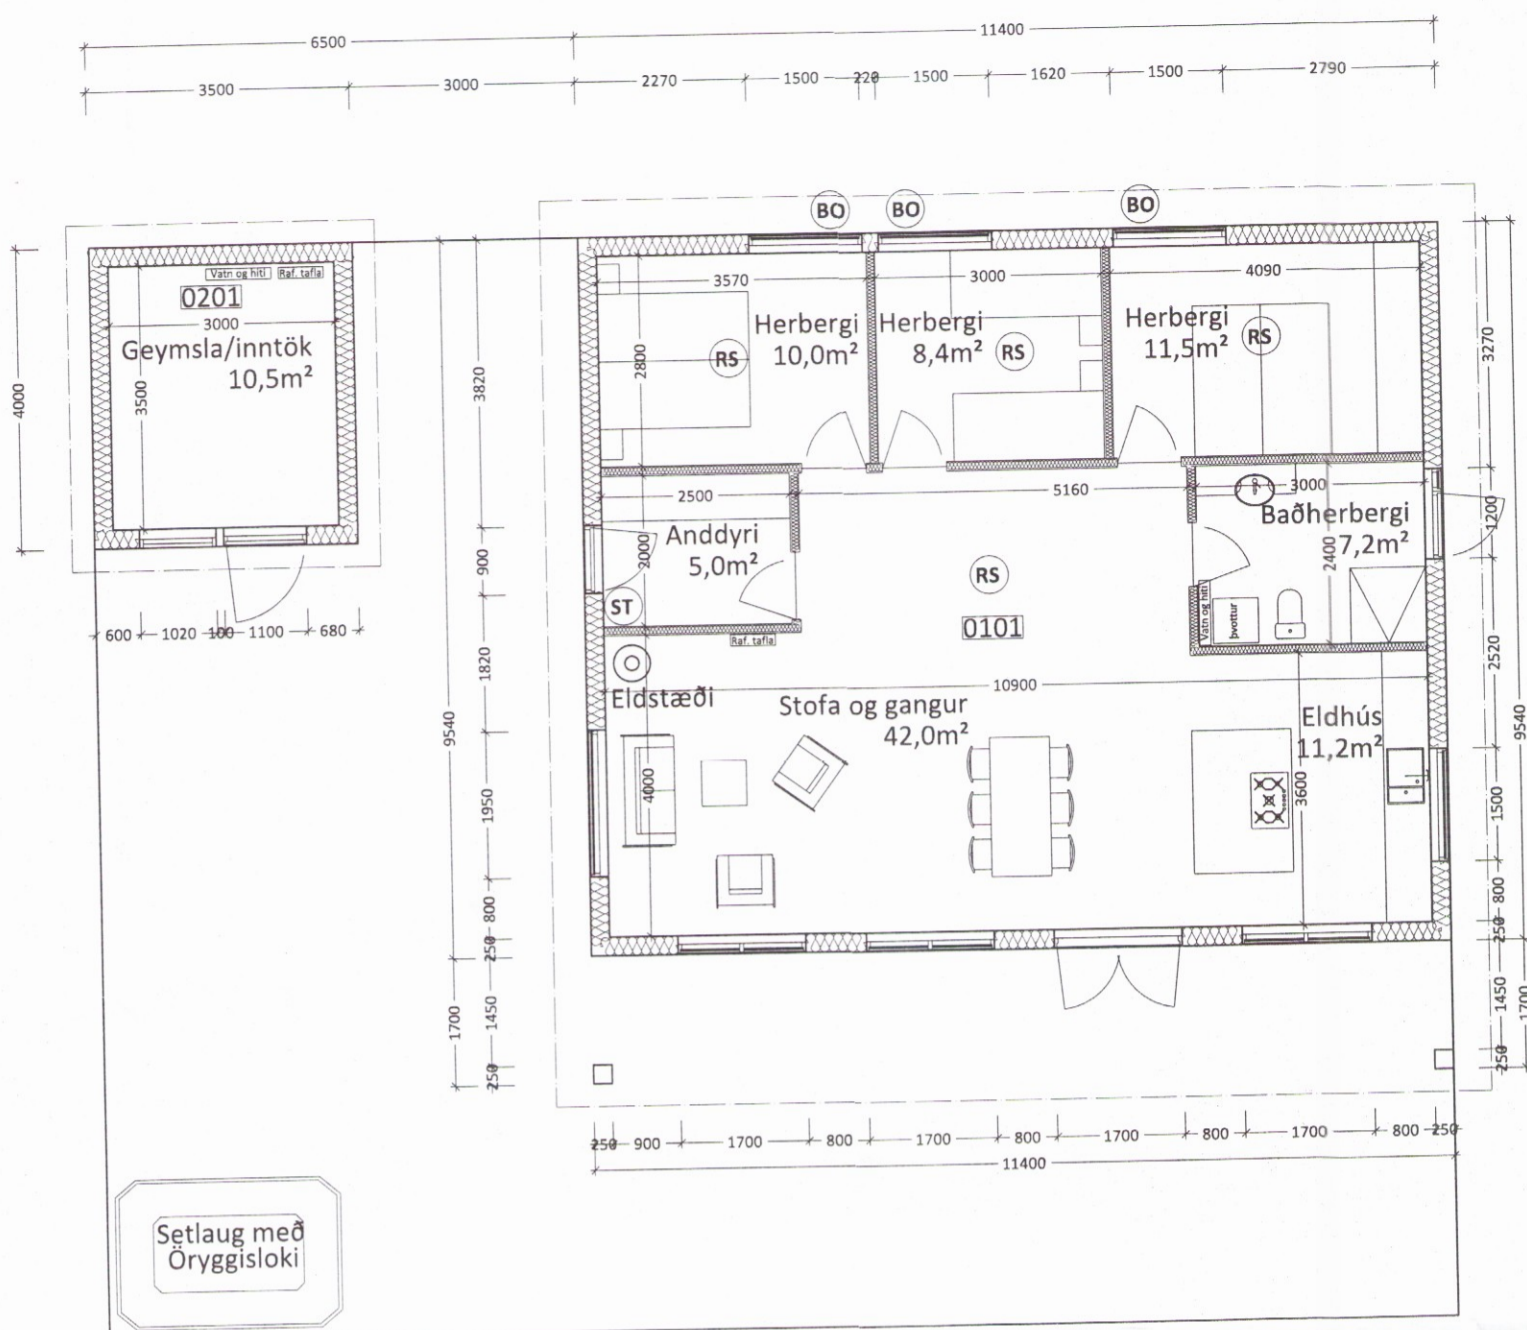 6500
11400
3500
3000
2270
1500
220
1500
1620
1500
2790
BO
BO
BO
Vatn og hiti
Raf. tafla
0201
3000
Geymsla/inntök
10,5m²
3500
4000
600
1020
100
1100
680
9540
1700
3820
900
1820
1950
800
250
1450
250
3570
3000
4090
Herbergi
10,0m²
Herbergi
8,4m²
Herbergi
11,5m²
RS
RS
RS
2800
2500
5160
3000
Anddyri
5,0m²
2000
ST
Raf. tafla
RS
0101
Baðherbergi
7,2m²
2400
Vatn og hiti
Þvottur
10900
Eldstæði
Stofa og gangur
42,0m²
Eldhús
11,2m²
4000
3600
3270
1200
2520
1500
800
250
1450
250
9540
1700
250
900
1700
800
1700
800
1700
800
1700
800
250
11400
Setlaug með
Öryggisloki